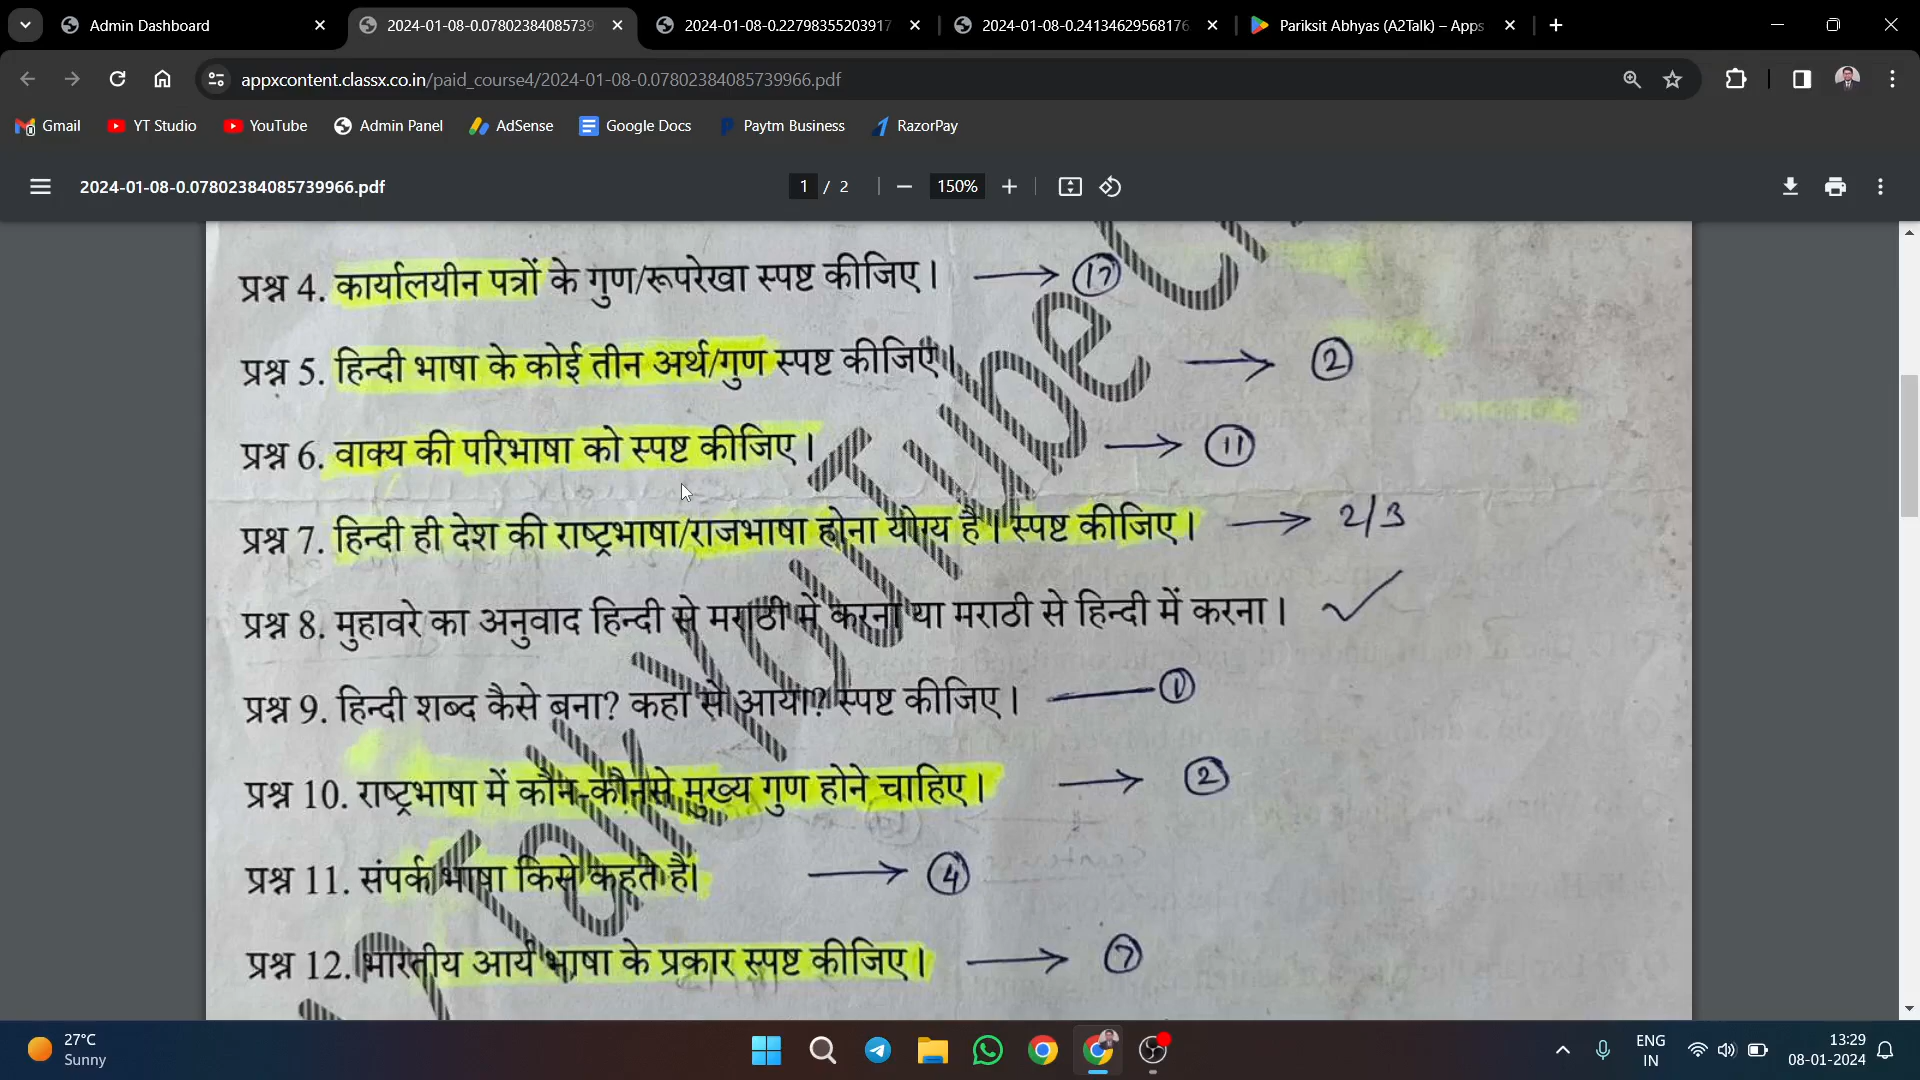 Admin Dashboard
2024-01-08-0.0780238408573
2024-01-08-0.22798355203917
2024-01-08-0.24134629568176
Pariksit Abhyas (A2Talk) – Apps
appxcontent.classx.co.in/paid_course4/2024-01-08-0.07802384085739966.pdf
Gmail YT Studio YouTube Admin Panel AdSense Google Docs Paytm Business RazorPay
2024-01-08-0.07802384085739966.pdf 1 / 2 150%
प्रश्न 4. कार्यालयीन पत्रों के गुण/रूपरेखा स्पष्ट कीजिए। → 17
प्रश्न 5. हिन्दी भाषा के कोई तीन अर्थ/गुण स्पष्ट कीजिए। → 2
प्रश्न 6. वाक्य की परिभाषा को स्पष्ट कीजिए। → 11
प्रश्न 7. हिन्दी ही देश की राष्ट्रभाषा/राजभाषा होना योग्य है। स्पष्ट कीजिए। → 2/3
प्रश्न 8. मुहावरे का अनुवाद हिन्दी से मराठी में करना या मराठी से हिन्दी में करना। ✓
प्रश्न 9. हिन्दी शब्द कैसे बना? कहा से आया? स्पष्ट कीजिए। — 1
प्रश्न 10. राष्ट्रभाषा में कौन-कौनसे मुख्य गुण होने चाहिए। → 2
प्रश्न 11. संपर्क भाषा किसे कहते है। → 4
प्रश्न 12. भारतीय आर्य भाषा के प्रकार स्पष्ट कीजिए। → 7
Talk YouTube
27°C
Sunny
ENG
IN
13:29
08-01-2024